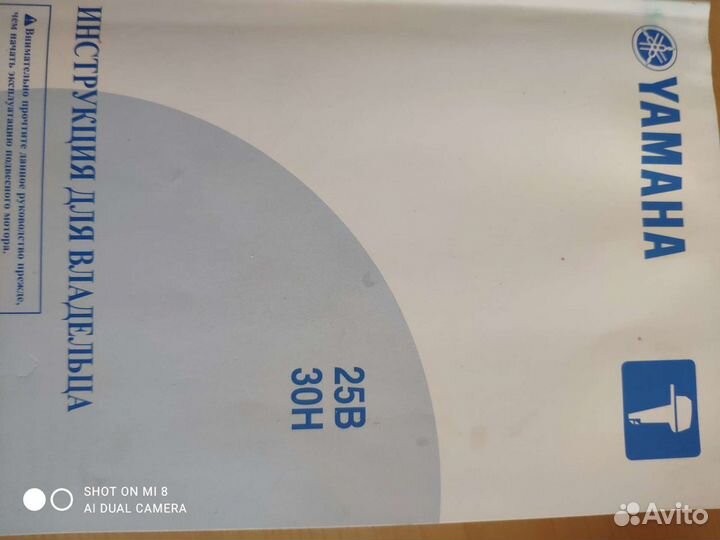 YAMAHA
25B
30H
ИНСТРУКЦИЯ ДЛЯ ВЛАДЕЛЬЦА
Внимательно прочтите данное руководство прежде,
чем начать эксплуатацию подвесного мотора.
SHOT ON MI 8
AI DUAL CAMERA
Avito